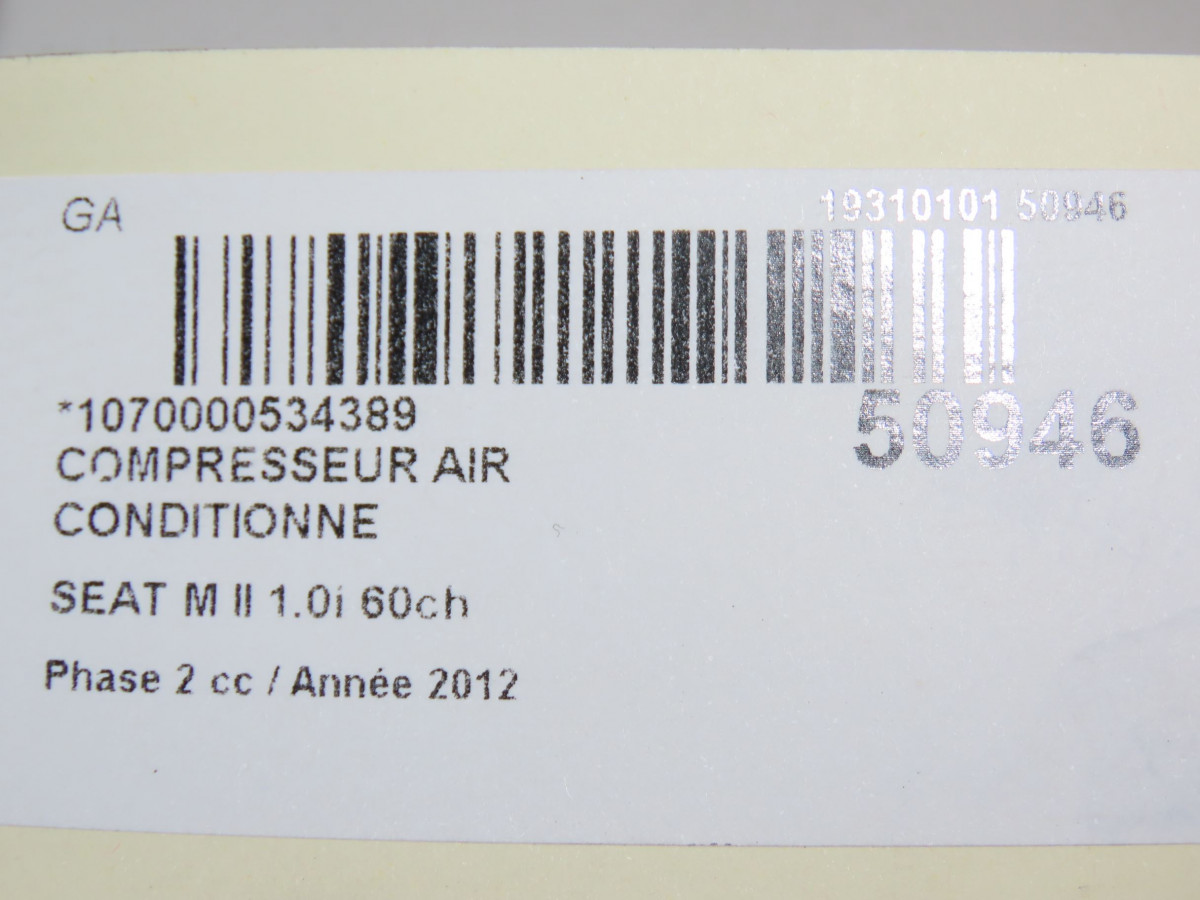 GA
19310101 50946
*1070000534389
50946
COMPRESSEUR AIR
CONDITIONNE
SEAT M II 1.0i 60ch
Phase 2 cc / Année 2012